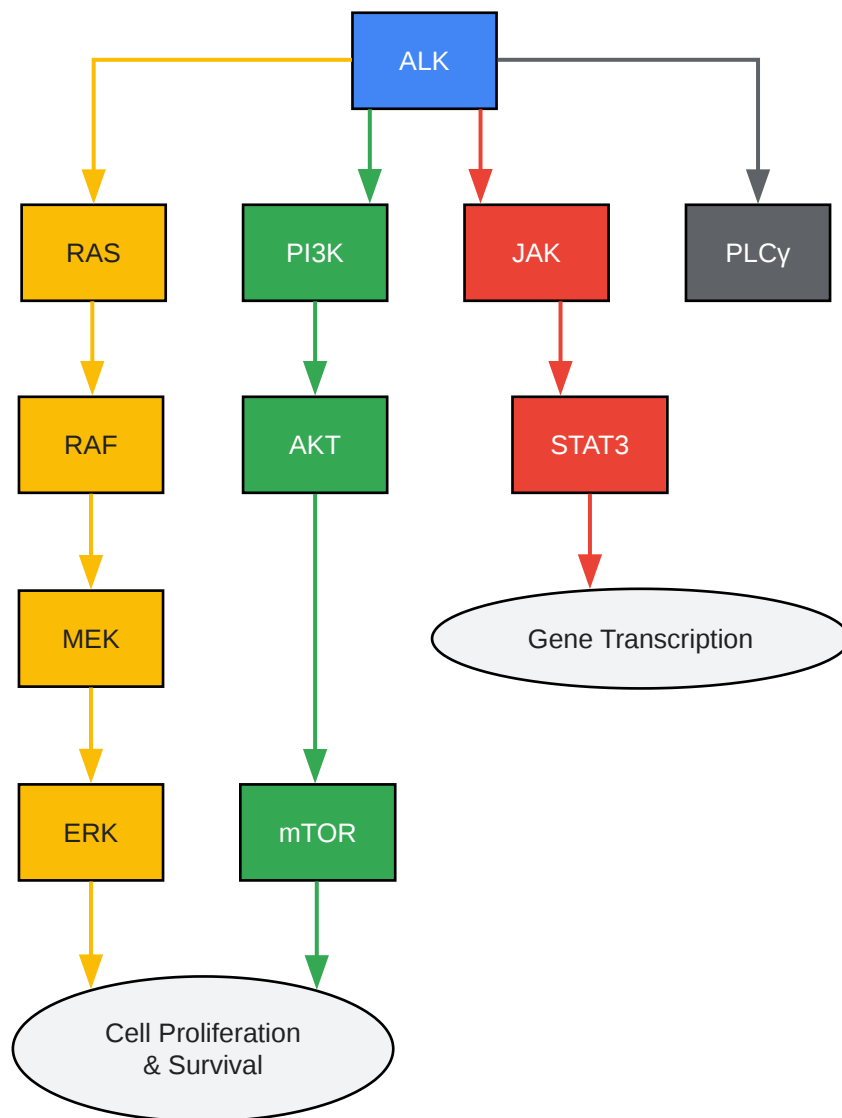 ALK
RAS
PI3K
JAK
PLCγ
RAF
AKT
STAT3
MEK
Gene Transcription
ERK
mTOR
Cell Proliferation
& Survival